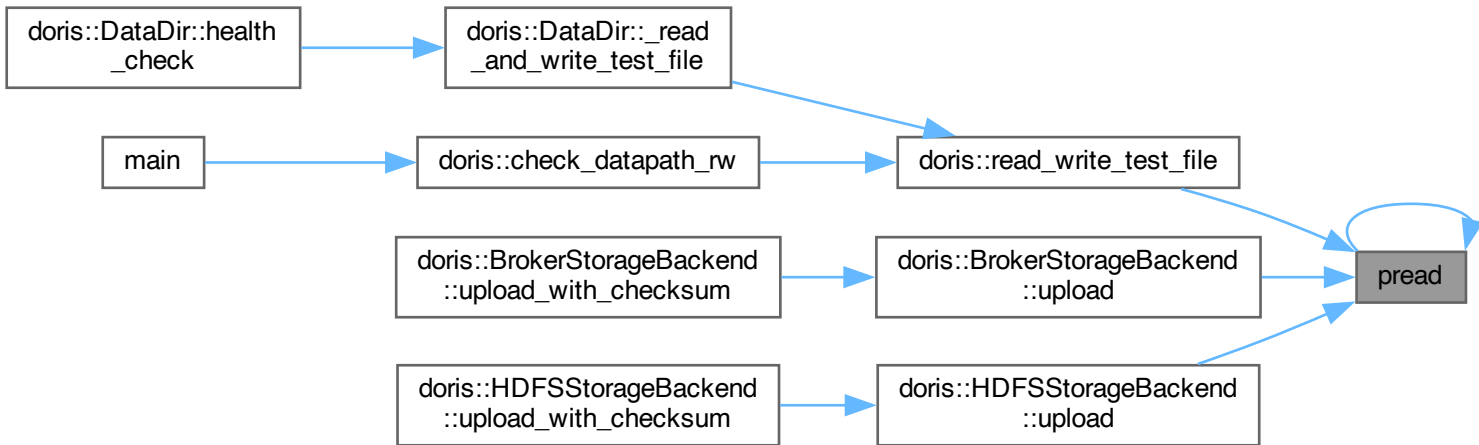 doris::DataDir::health
_check
doris::DataDir::_read
_and_write_test_file
main
doris::check_datapath_rw
doris::read_write_test_file
doris::BrokerStorageBackend
::upload_with_checksum
doris::BrokerStorageBackend
::upload
pread
doris::HDFSStorageBackend
::upload_with_checksum
doris::HDFSStorageBackend
::upload